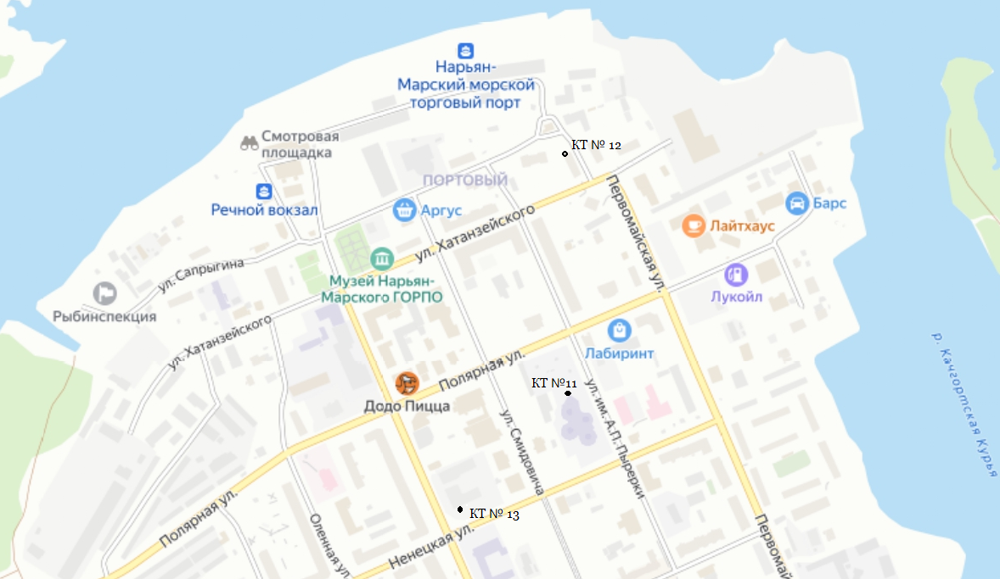 Нарьян-
Марский морской
торговый порт
Смотровая
площадка
КТ № 12
ПОРТОВЫЙ
Речной вокзал
Аргус
Первомайская ул.
Барс
Лайтхаус
ул. Хатанзейского
ул. Сапрыгина
Музей Нарьян-
Марского ГОРПО
Лукойл
Рыбинспекция
ул. Хатанзейского
Лабиринт
р. Качгортская Курья
Полярная ул.
КТ №11
Додо Пицца
ул. им. А.П. Пырерки
ул. Смидовича
Полярная ул.
КТ № 13
Оленная ул.
Ненецкая ул.
Первомай